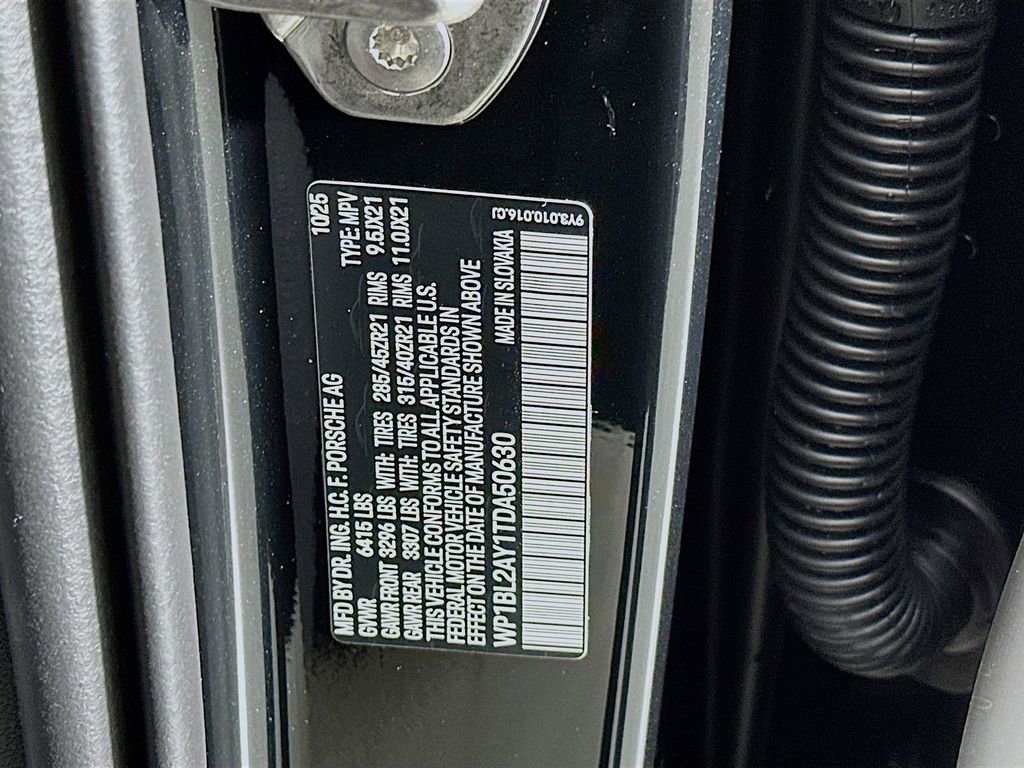 MFD BY DR. ING. H.C. F. PORSCHE AG 10/25
GVWR 6415 LBS TYPE: MPV
GAWR FRONT 3296 LBS WITH: TIRES 285/45ZR21 RIMS 9.5JX21
GAWR REAR 3307 LBS WITH: TIRES 315/40ZR21 RIMS 11.0JX21
THIS VEHICLE CONFORMS TO ALL APPLICABLE U.S.
FEDERAL MOTOR VEHICLE SAFETY STANDARDS IN
EFFECT ON THE DATE OF MANUFACTURE SHOWN ABOVE
WP1BL2AY1TDA50630 MADE IN SLOVAKIA 9Y3.010.016.CJ